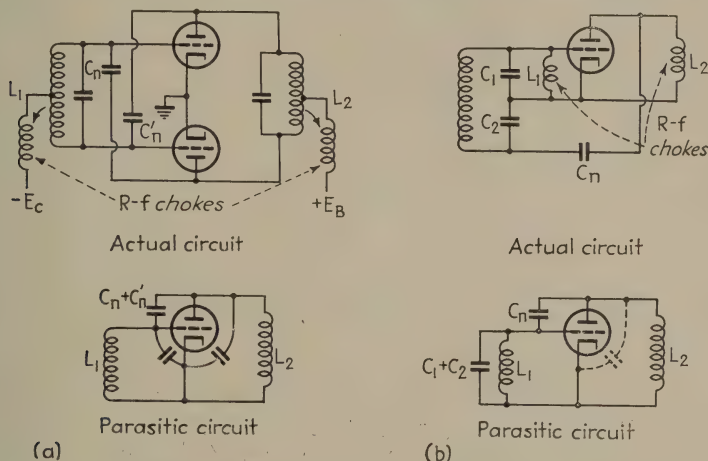 Cn
L1
C'n
L2
R-f chokes
-Ec
+EB
Actual circuit
Cn+C'n
L1
L2
Parasitic circuit
(a)
C1
L1
L2
C2
R-f
chokes
Cn
Actual circuit
Cn
C1+C2
L1
L2
Parasitic circuit
(b)